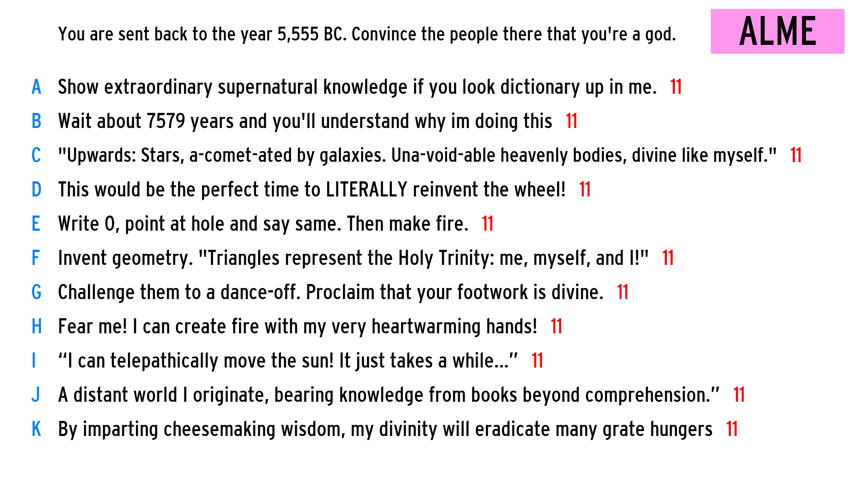 You are sent back to the year 5,555 BC. Convince the people there that you're a god.
ALME
A Show extraordinary supernatural knowledge if you look dictionary up in me. 11
B Wait about 7579 years and you'll understand why im doing this 11
C "Upwards: Stars, a-comet-ated by galaxies. Una-void-able heavenly bodies, divine like myself." 11
D This would be the perfect time to LITERALLY reinvent the wheel! 11
E Write O, point at hole and say same. Then make fire. 11
F Invent geometry. "Triangles represent the Holy Trinity: me, myself, and I!" 11
G Challenge them to a dance-off. Proclaim that your footwork is divine. 11
H Fear me! I can create fire with my very heartwarming hands! 11
I “I can telepathically move the sun! It just takes a while...” 11
J A distant world I originate, bearing knowledge from books beyond comprehension.” 11
K By imparting cheesemaking wisdom, my divinity will eradicate many grate hungers 11